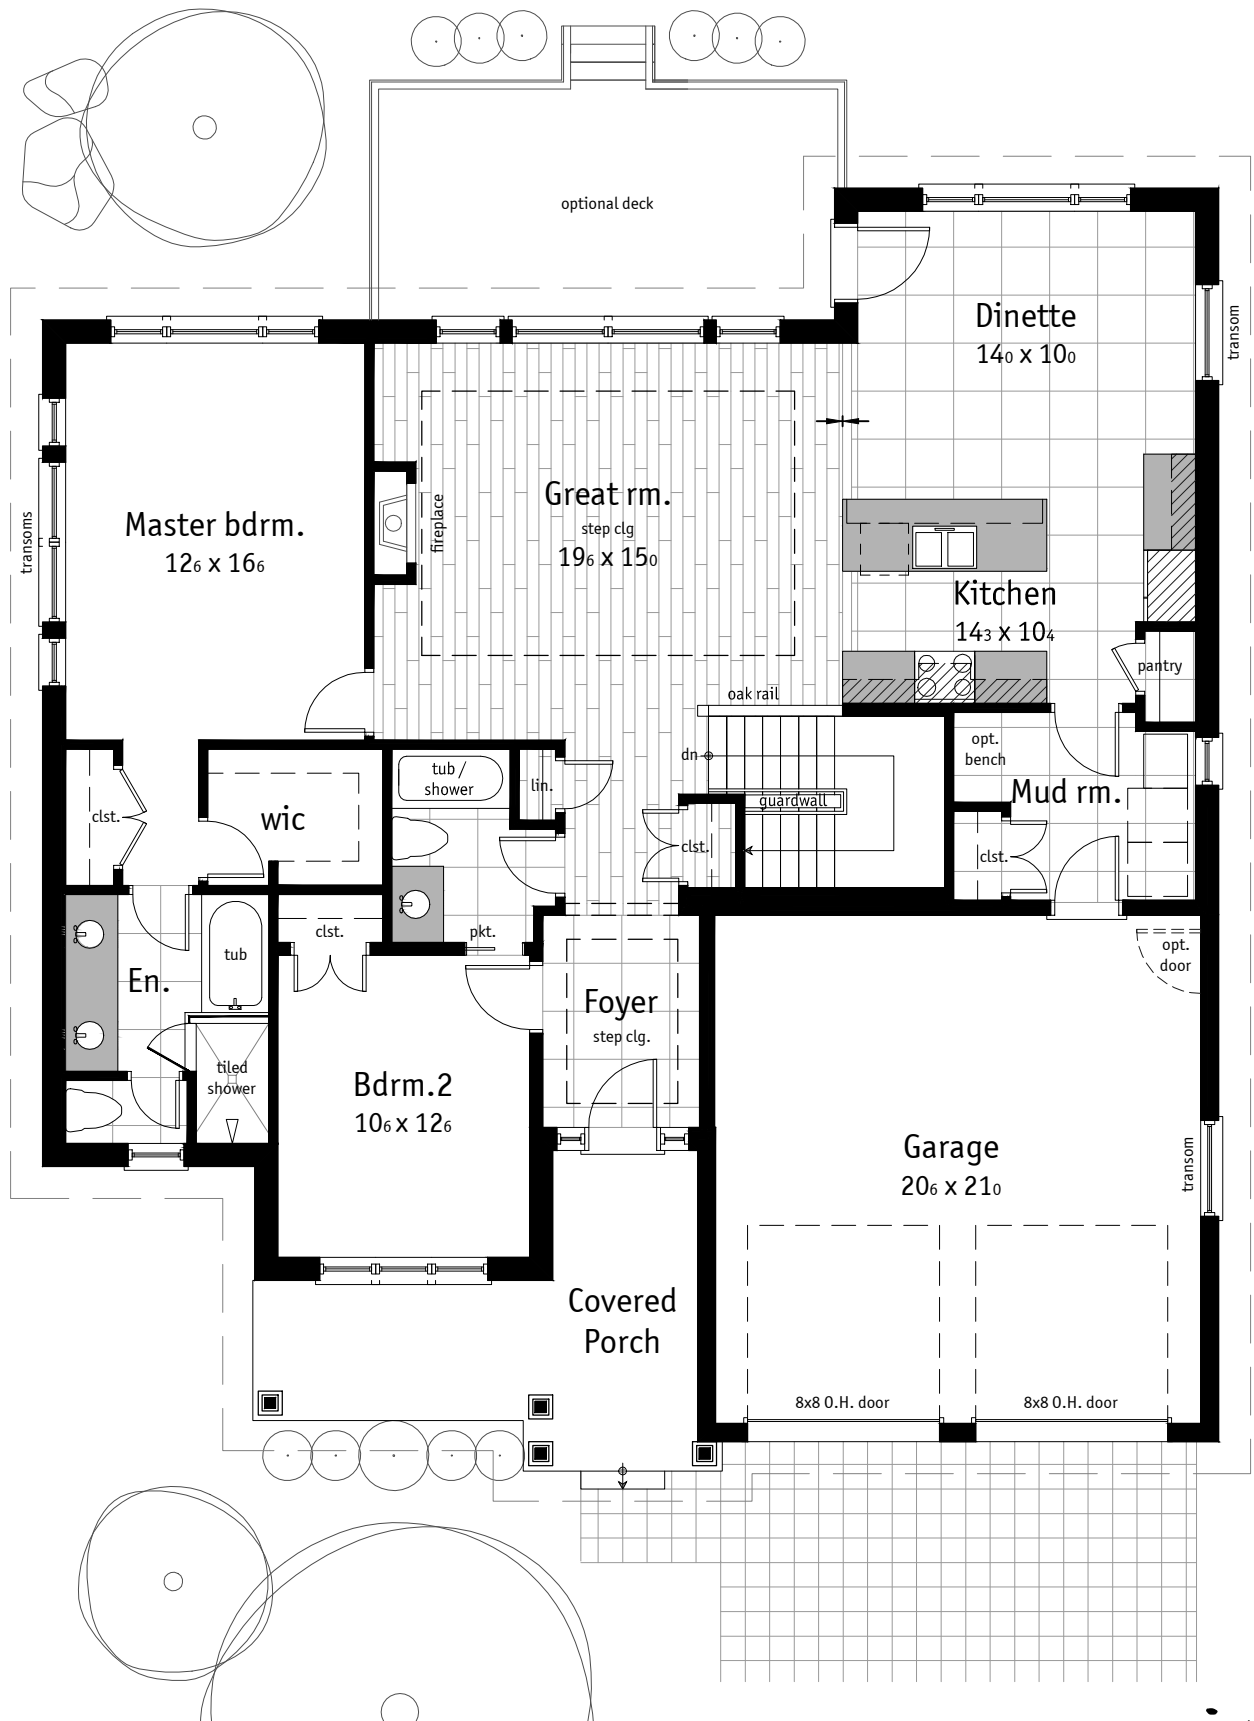 optional deck
Dinette
14₀ x 10₀
transom
Great rm.
step clg
19₆ x 15₀
fireplace
Master bdrm.
12₆ x 16₆
transoms
Kitchen
14₃ x 10₄
pantry
oak rail
dn
guardwall
opt.
bench
Mud rm.
clst.
clst.
wic
tub /
shower
lin.
clst.
clst.
pkt.
En.
tub
tiled
shower
Foyer
step clg.
opt.
door
Bdrm.2
10₆ x 12₆
Garage
20₆ x 21₀
transom
Covered
Porch
8x8 O.H. door
8x8 O.H. door